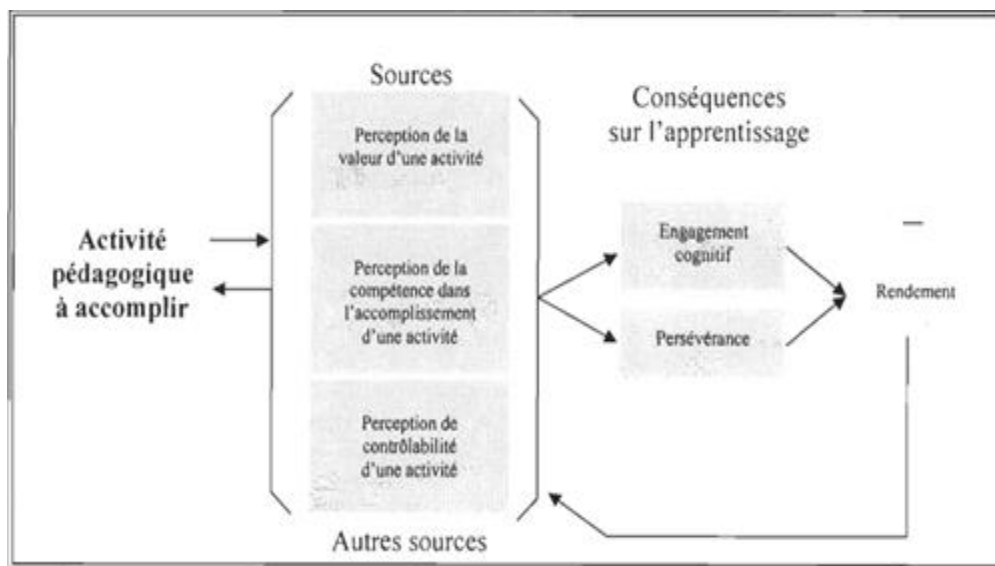 Sources
Perception de la
valeur d'une activité
Perception de la
compétence dans
l'accomplissement
d'une activité
Perception de
contrôlabilité
d'une activité
Autres sources
Activité
pédagogique
à accomplir
Conséquences
sur l'apprentissage
Engagement
cognitif
Persévérance
Rendement